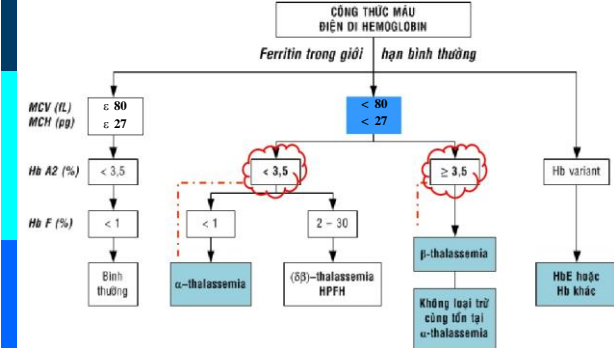 CÔNG THỨC MÁU
ĐIỆN DI HEMOGLOBIN
Ferritin trong giới hạn bình thường
MCV (fL) ε 80 < 80
MCH (pg) ε 27 < 27
Hb A2 (%) < 3,5 < 3,5 ≥ 3,5 Hb variant
Hb F (%) < 1 < 1 2 – 30
β-thalassemia
Bình
thường
α-thalassemia
(δβ)-thalassemia
HPFH
HbE hoặc
Hb khác
Không loại trừ
cùng tồn tại
α-thalassemia